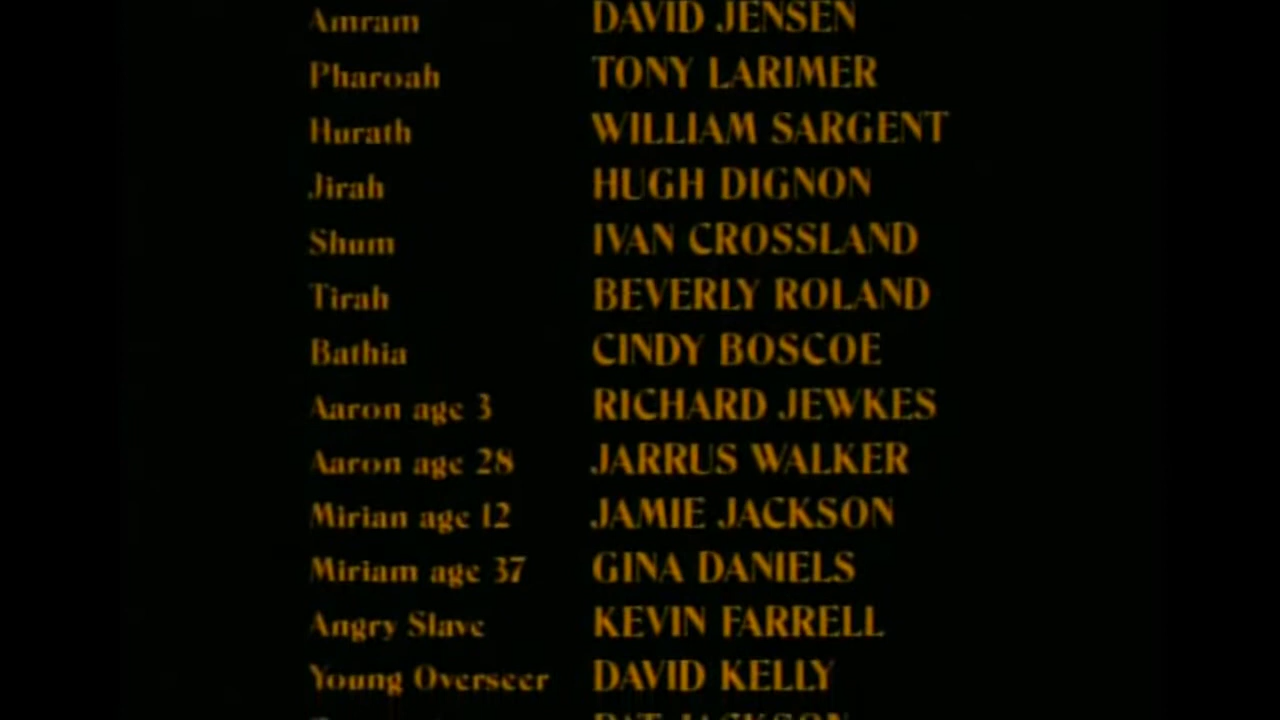 Amram DAVID JENSEN
Pharoah TONY LARIMER
Hurath WILLIAM SARGENT
Jirah HUGH DIGNON
Shum IVAN CROSSLAND
Tirah BEVERLY ROLAND
Bathia CINDY BOSCOE
Aaron age 3 RICHARD JEWKES
Aaron age 28 JARRUS WALKER
Mirian age 12 JAMIE JACKSON
Miriam age 37 GINA DANIELS
Angry Slave KEVIN FARRELL
Young Overseer DAVID KELLY
PAT JACKSON